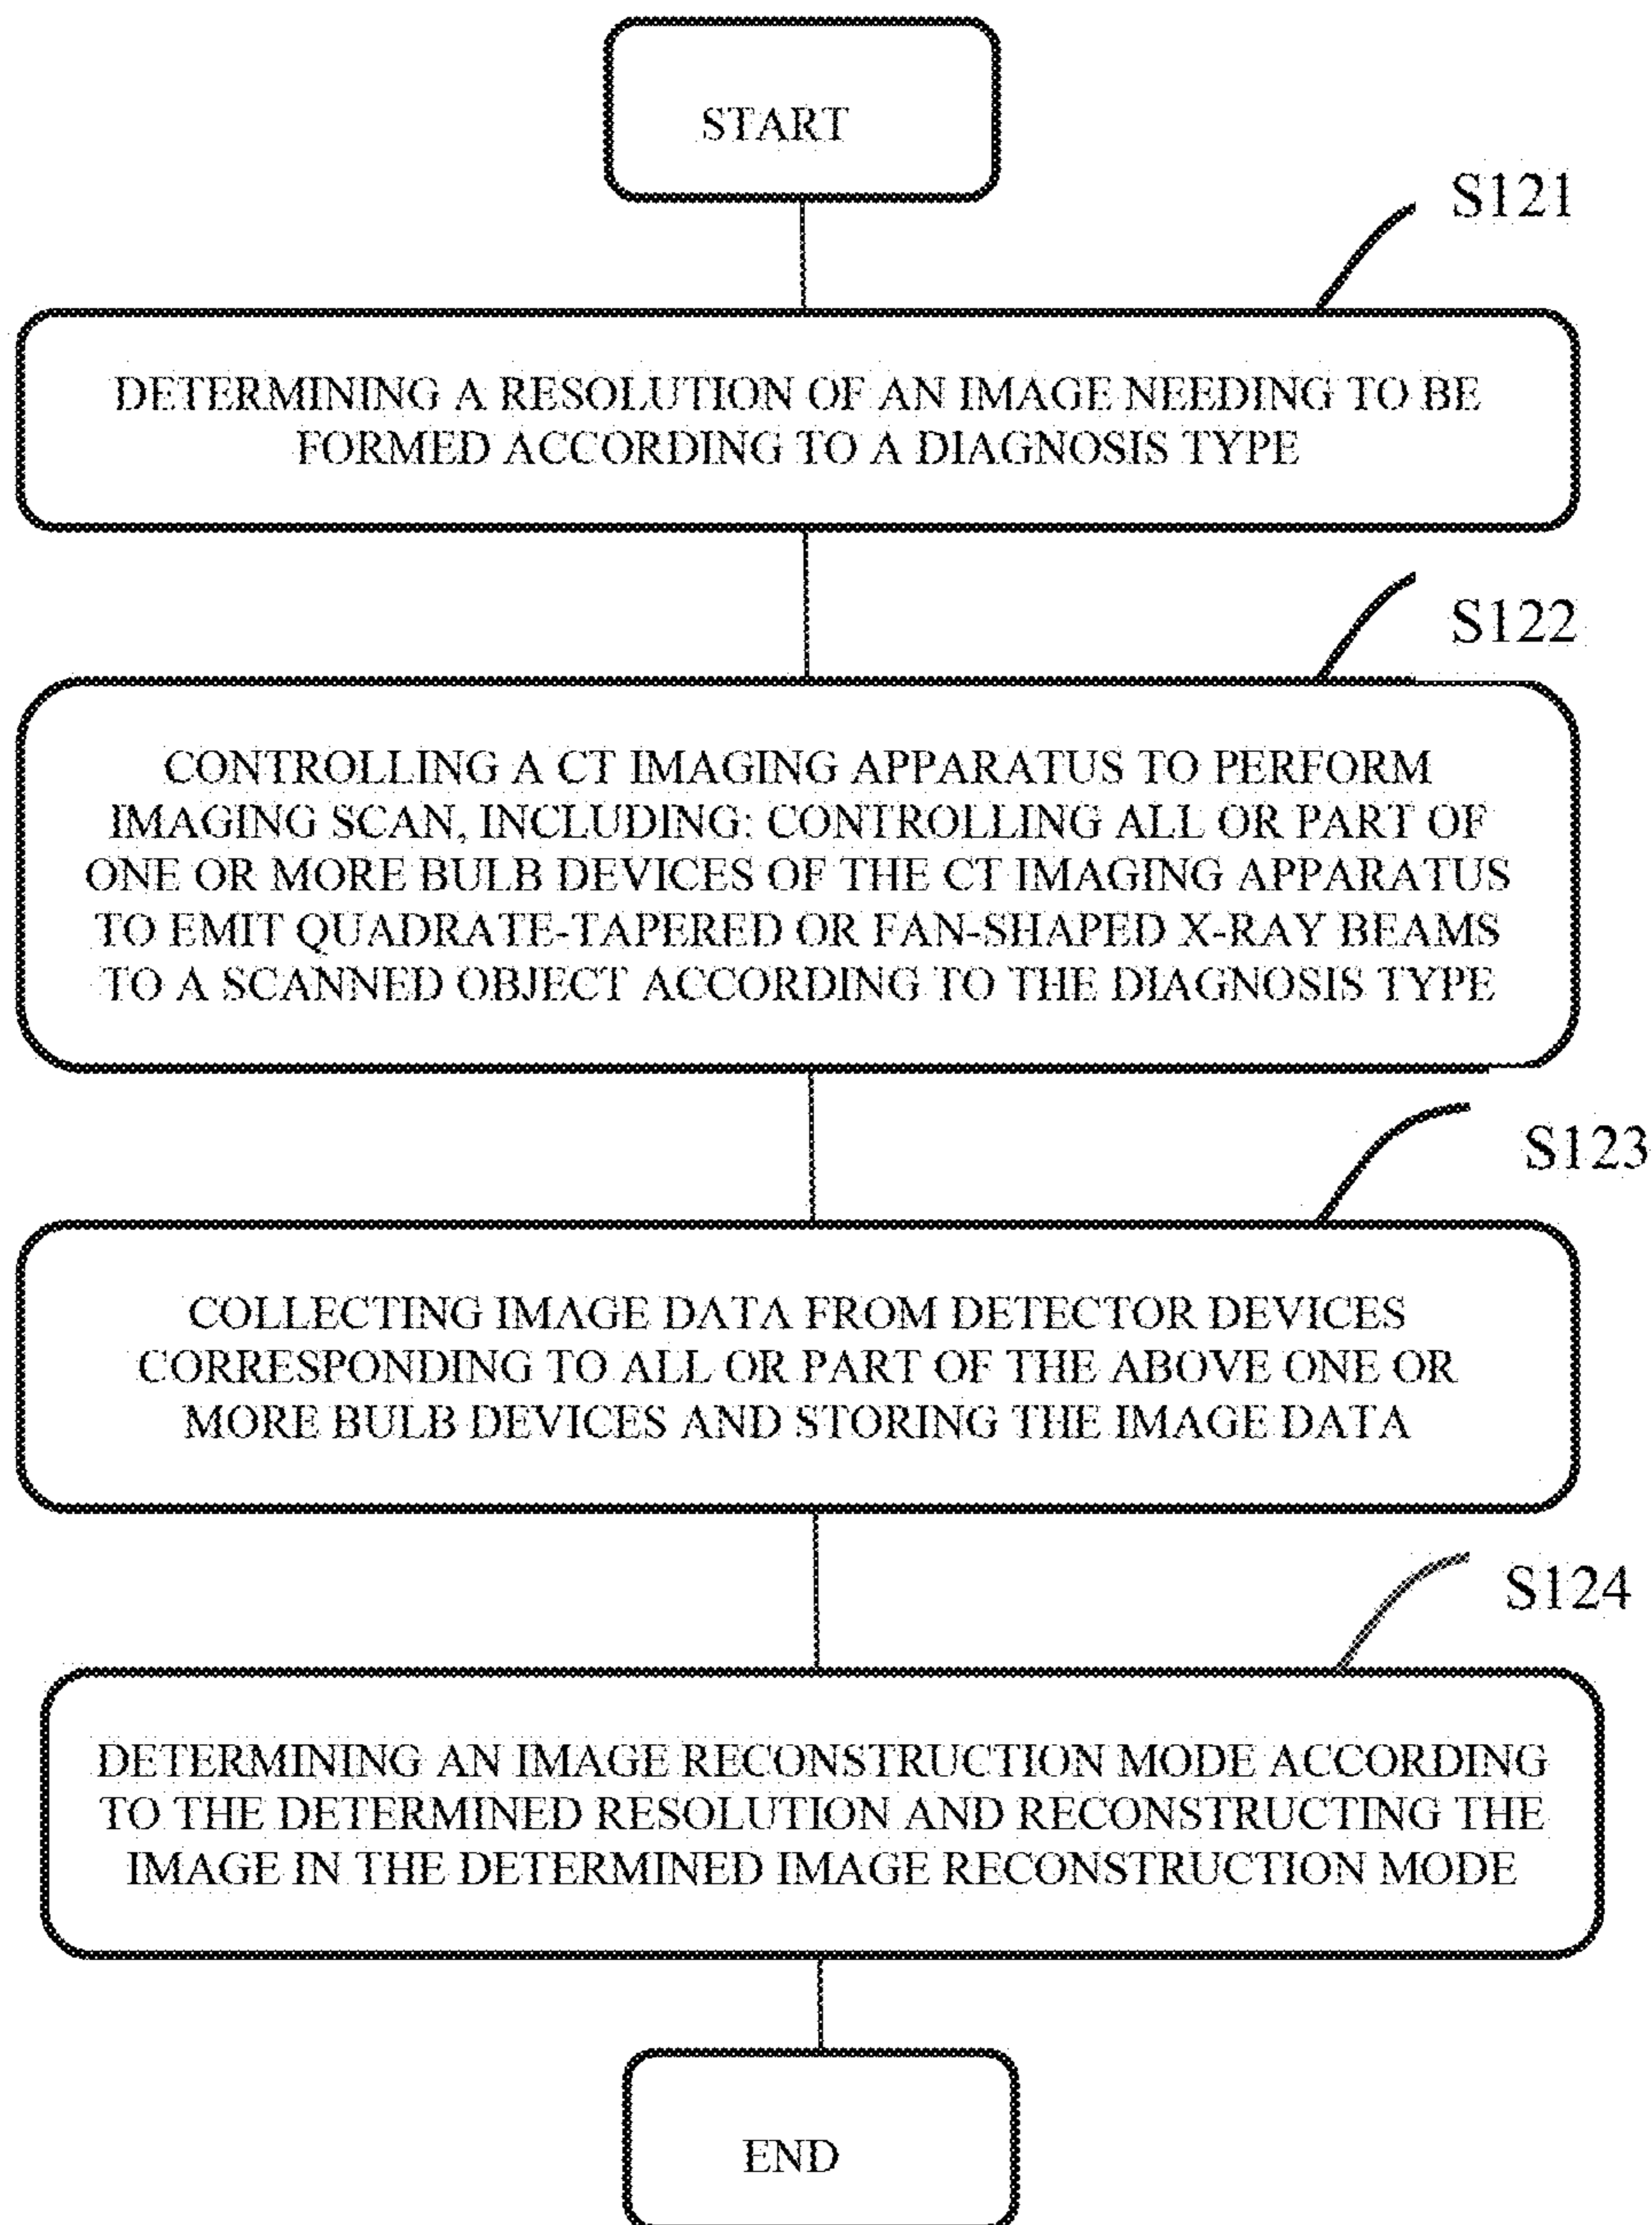 START
S121
DETERMINING A RESOLUTION OF AN IMAGE NEEDING TO BE
FORMED ACCORDING TO A DIAGNOSIS TYPE
S122
CONTROLLING A CT IMAGING APPARATUS TO PERFORM
IMAGING SCAN, INCLUDING: CONTROLLING ALL OR PART OF
ONE OR MORE BULB DEVICES OF THE CT IMAGING APPARATUS
TO EMIT QUADRATE-TAPERED OR FAN-SHAPED X-RAY BEAMS
TO A SCANNED OBJECT ACCORDING TO THE DIAGNOSIS TYPE
S123
COLLECTING IMAGE DATA FROM DETECTOR DEVICES
CORRESPONDING TO ALL OR PART OF THE ABOVE ONE OR
MORE BULB DEVICES AND STORING THE IMAGE DATA
S124
DETERMINING AN IMAGE RECONSTRUCTION MODE ACCORDING
TO THE DETERMINED RESOLUTION AND RECONSTRUCTING THE
IMAGE IN THE DETERMINED IMAGE RECONSTRUCTION MODE
END